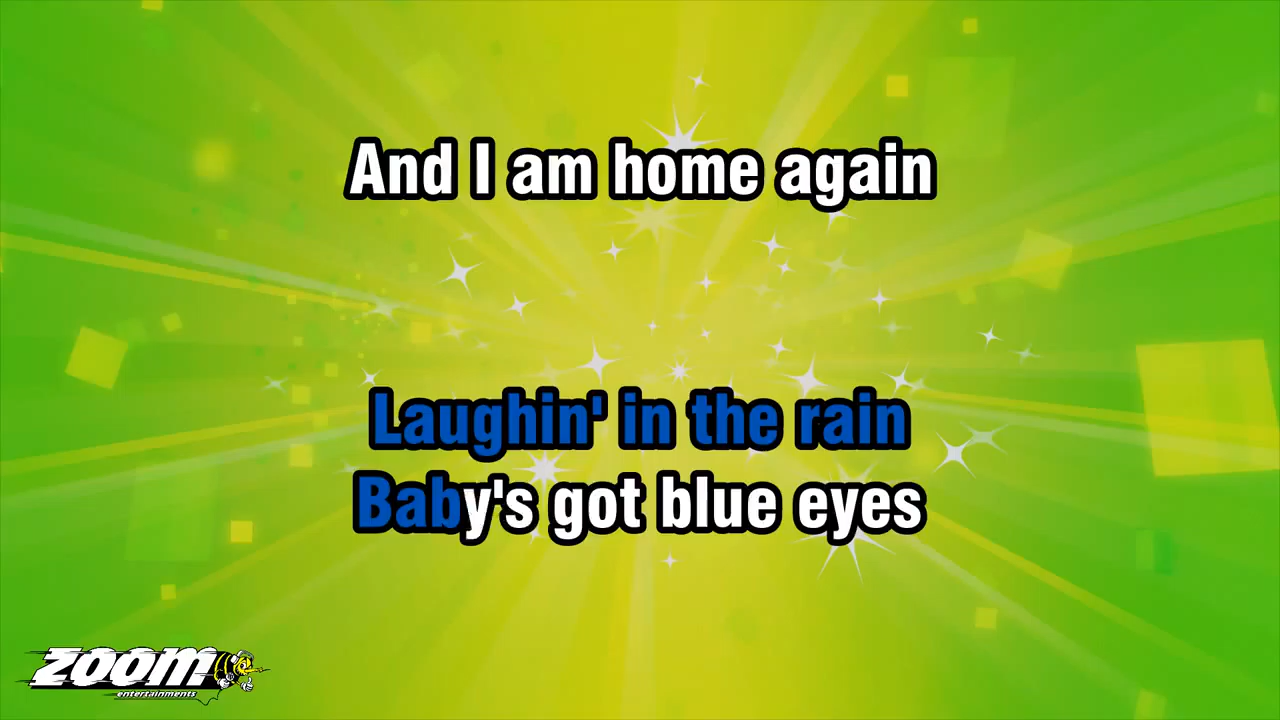 And I am home again
Laughin' in the rain
Baby's got blue eyes
ZOOM
entertainments